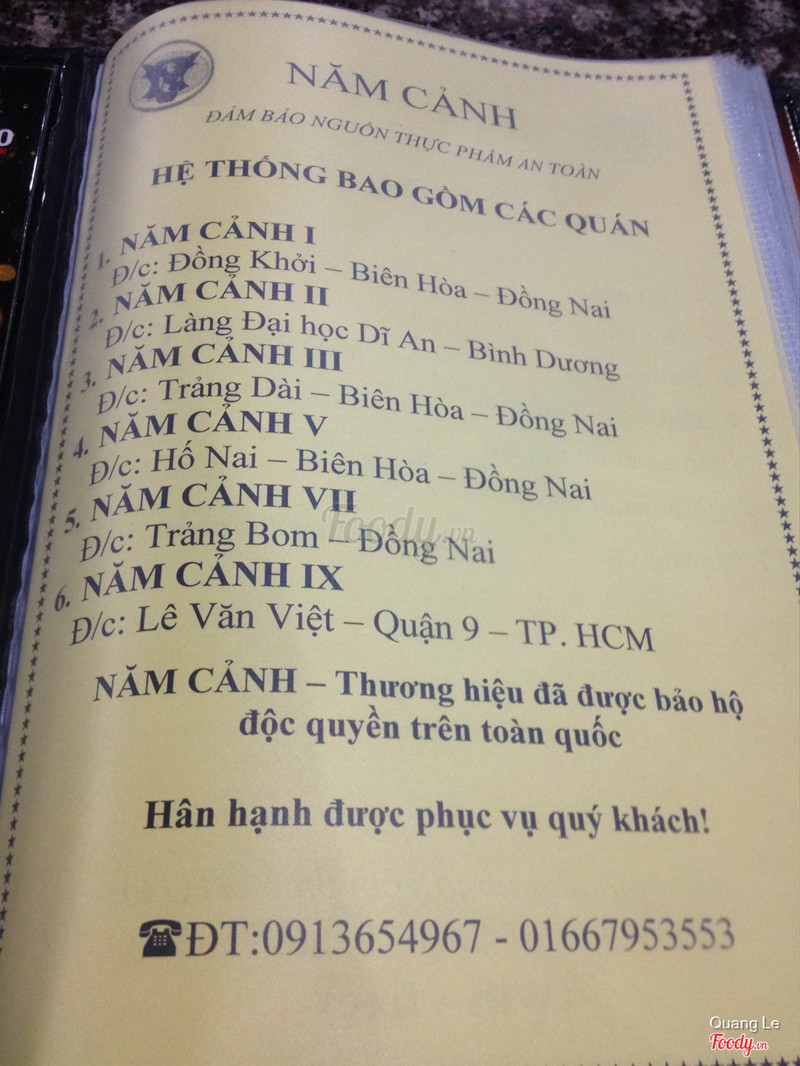 NĂM CẢNH
ĐẢM BẢO NGUỒN THỰC PHẨM AN TOÀN
HỆ THỐNG BAO GỒM CÁC QUÁN
1. NĂM CẢNH I
Đ/c: Đồng Khởi – Biên Hòa – Đồng Nai
2. NĂM CẢNH II
Đ/c: Làng Đại học Dĩ An – Bình Dương
3. NĂM CẢNH III
Đ/c: Trảng Dài – Biên Hòa – Đồng Nai
4. NĂM CẢNH V
Đ/c: Hố Nai – Biên Hòa – Đồng Nai
5. NĂM CẢNH VII
Đ/c: Trảng Bom – Đồng Nai
6. NĂM CẢNH IX
Đ/c: Lê Văn Việt – Quận 9 – TP. HCM
NĂM CẢNH – Thương hiệu đã được bảo hộ
độc quyền trên toàn quốc
Hân hạnh được phục vụ quý khách!
☎ĐT:0913654967 - 01667953553
Foody.vn
Quang Le
Foody.vn